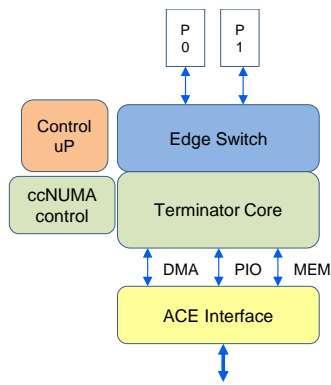 P
0
P
1
Control
uP
Edge Switch
ccNUMA
control
Terminator Core
DMA
PIO
MEM
ACE Interface